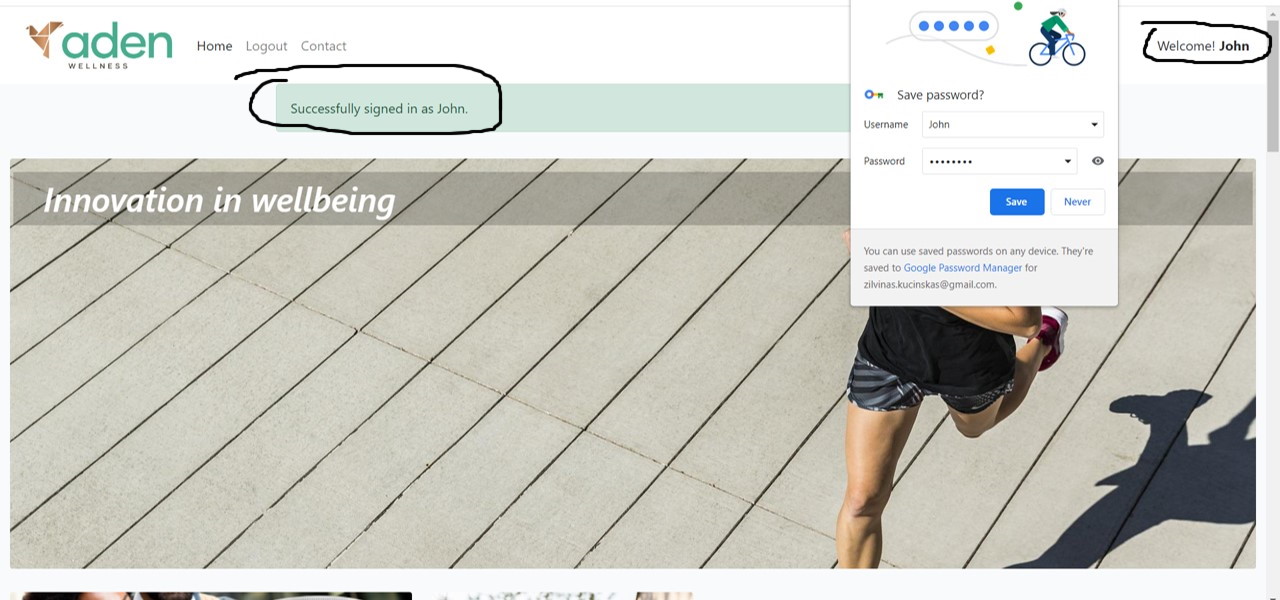 aden
WELLNESS
Home Logout Contact
Welcome! John
Successfully signed in as John.
Innovation in wellbeing
Save password?
Username John
Password ••••••••
Save Never
You can use saved passwords on any device. They're
saved to Google Password Manager for
zilvinas.kucinskas@gmail.com.